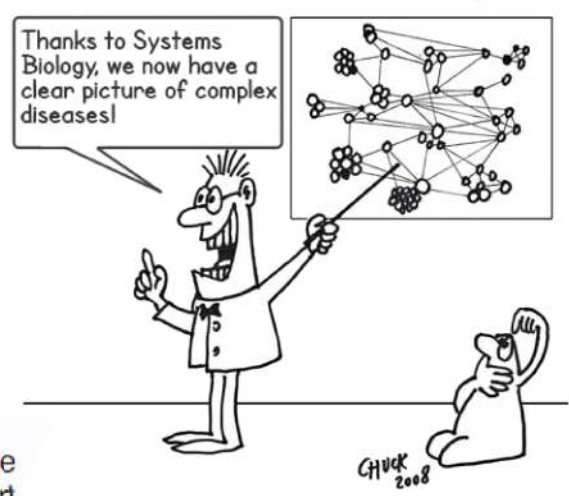 Thanks to Systems
Biology, we now have a
clear picture of complex
diseases!
CHUCK
2008
e